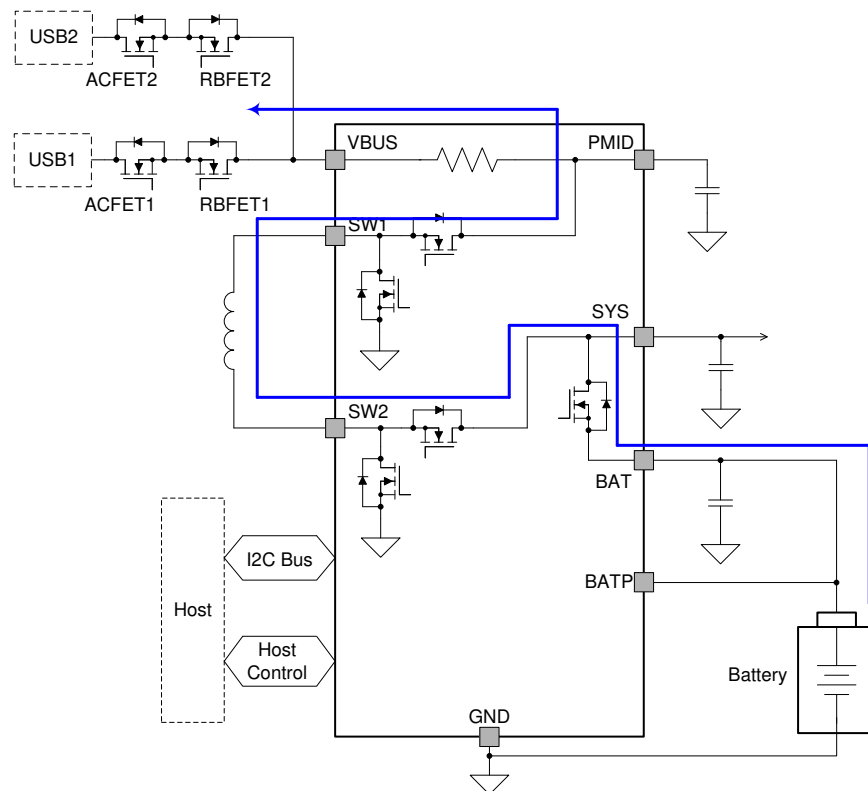 USB2
ACFET2
RBFET2
USB1
ACFET1
RBFET1
VBUS
PMID
SW1
SYS
SW2
BAT
I2C Bus
BATP
Host
Host
Control
Battery
GND